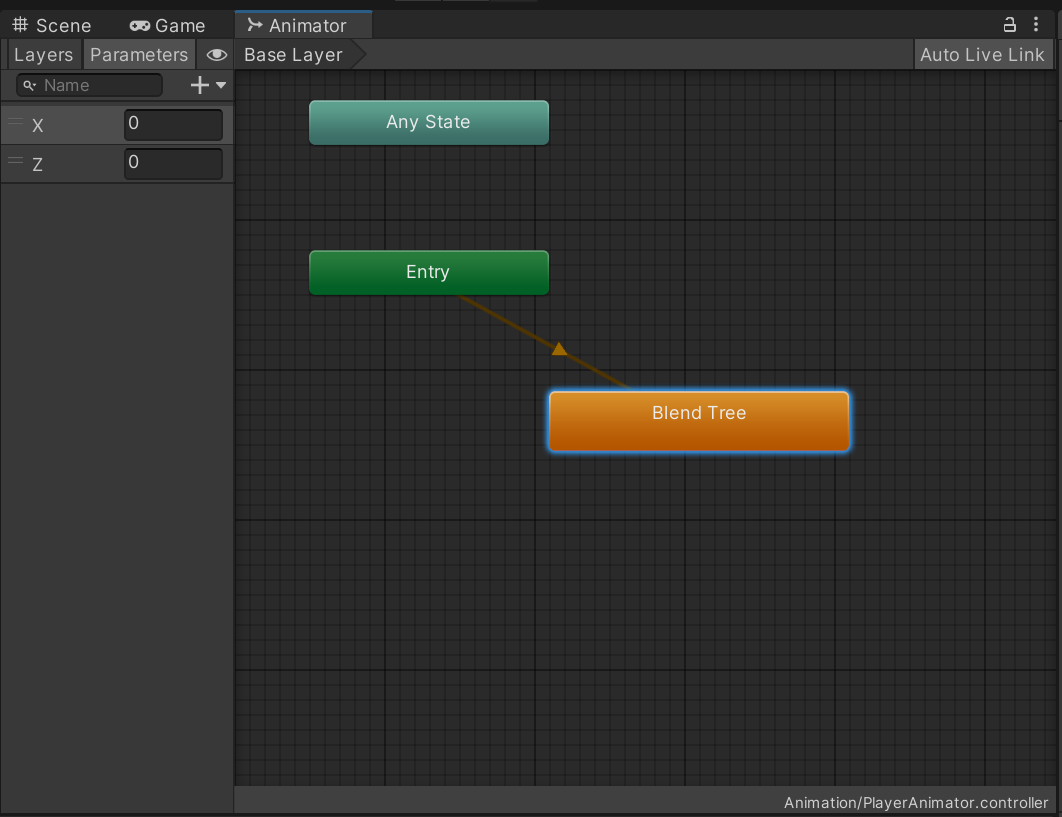 Scene Game Animator
Layers Parameters Base Layer Auto Live Link
Name
X 0
Z 0
Any State
Entry
Blend Tree
Animation/PlayerAnimator.controller